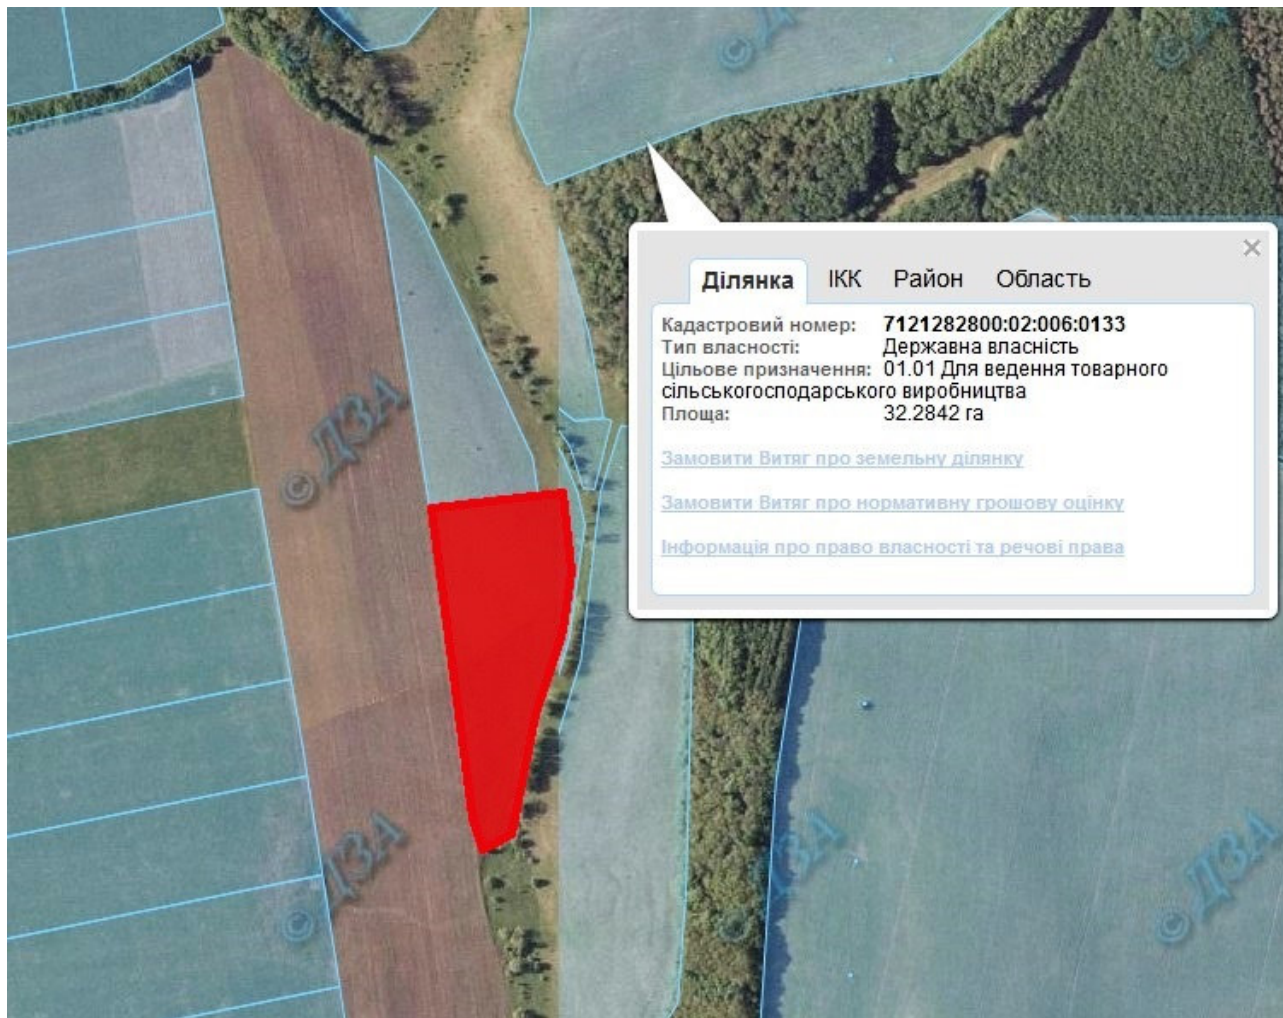 © ДЗА
© ДЗА
Ділянка ІКК Район Область
Кадастровий номер: 7121282800:02:006:0133
Тип власності: Державна власність
Цільове призначення: 01.01 Для ведення товарного
сільськогосподарського виробництва
Площа: 32.2842 га
Замовити Витяг про земельну ділянку
Замовити Витяг про нормативну грошову оцінку
Інформація про право власності та речові права
© ДЗА
© ДЗА
© ДЗА